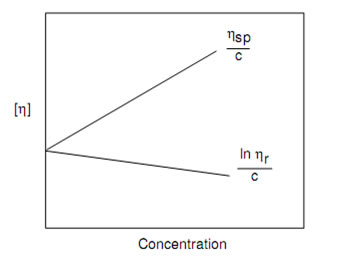 ηsp
c
[η]
ln ηr
c
Concentration